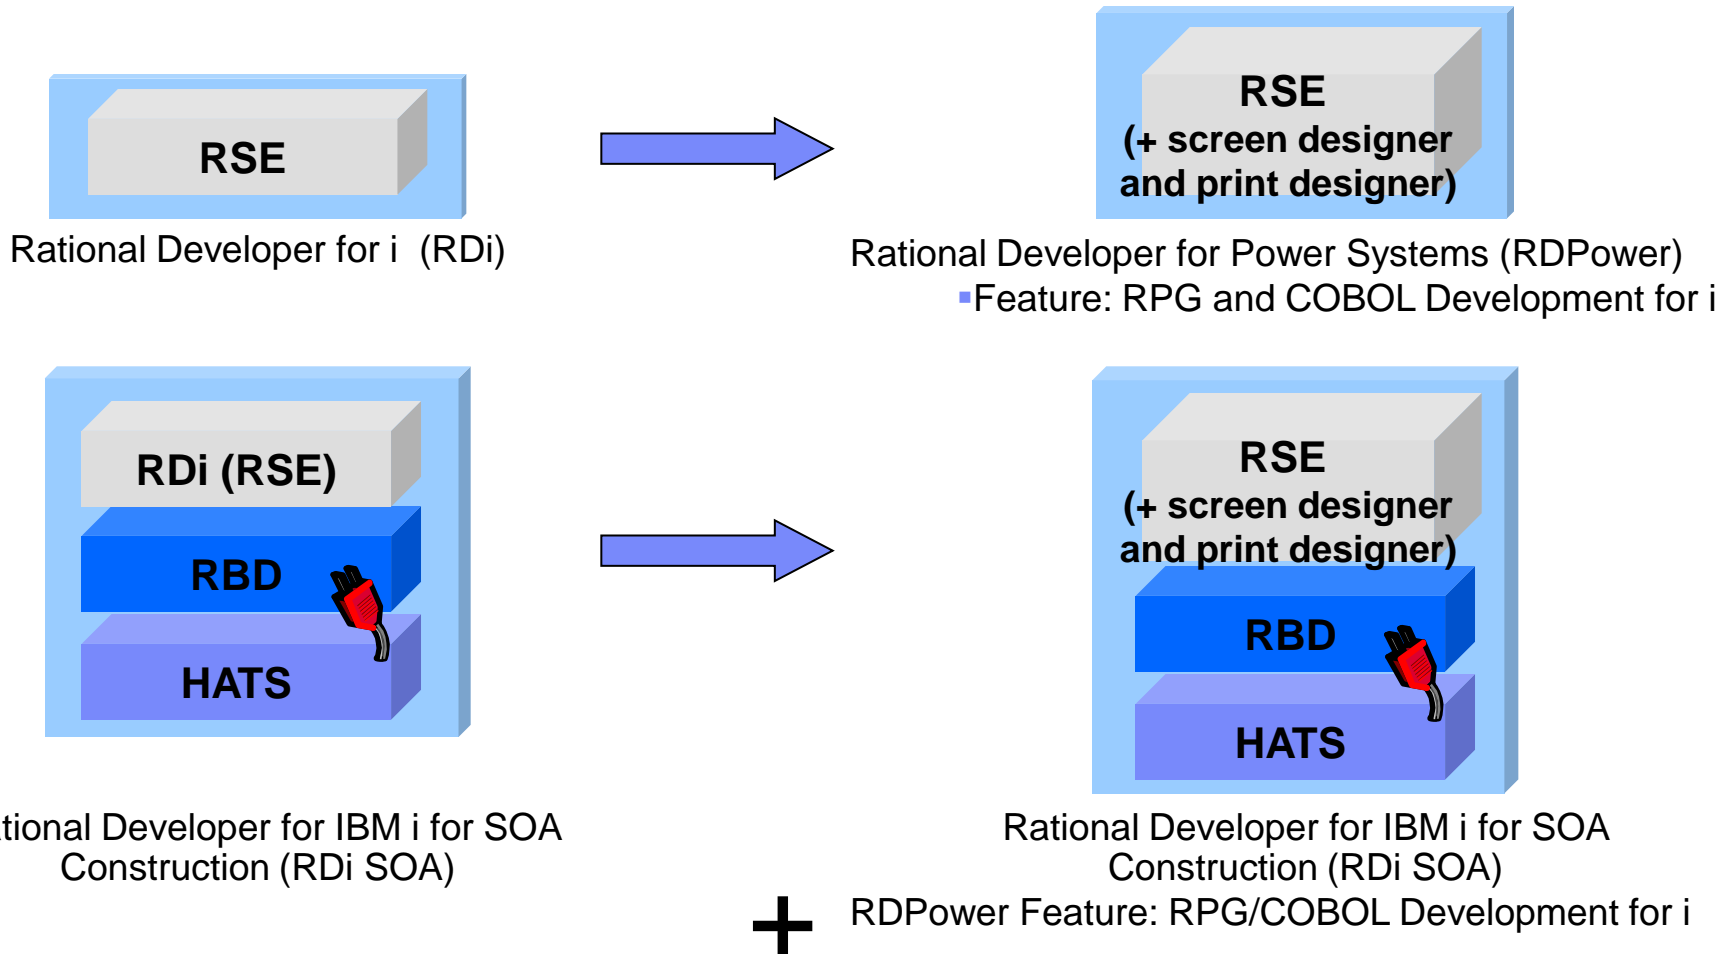 RSE
Rational Developer for i (RDi)
RSE
(+ screen designer
and print designer)
Rational Developer for Power Systems (RDPower)
Feature: RPG and COBOL Development for i
RDi (RSE)
RBD
HATS
tional Developer for IBM i for SOA
Construction (RDi SOA)
RSE
(+ screen designer
and print designer)
RBD
HATS
Rational Developer for IBM i for SOA
Construction (RDi SOA)
+ RDPower Feature: RPG/COBOL Development for i